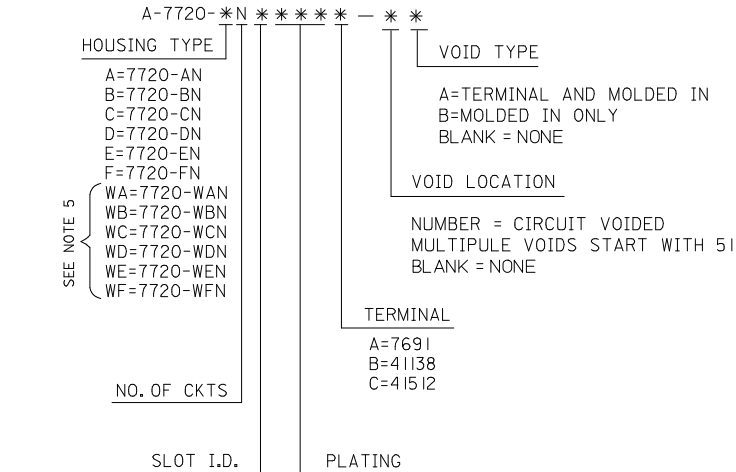 A-7720-*N*****-**
HOUSING TYPE
A=7720-AN
B=7720-BN
C=7720-CN
D=7720-DN
E=7720-EN
F=7720-FN
WA=7720-WAN
WB=7720-WBN
WC=7720-WCN
WD=7720-WDN
WE=7720-WEN
WF=7720-WFN
SEE NOTE 5
VOID TYPE
A=TERMINAL AND MOLDED IN
B=MOLDED IN ONLY
BLANK = NONE
VOID LOCATION
NUMBER = CIRCUIT VOIDED
MULTIPULE VOIDS START WITH 51
BLANK = NONE
TERMINAL
A=7691
B=41138
C=41512
NO. OF CKTS
SLOT I.D.
PLATING